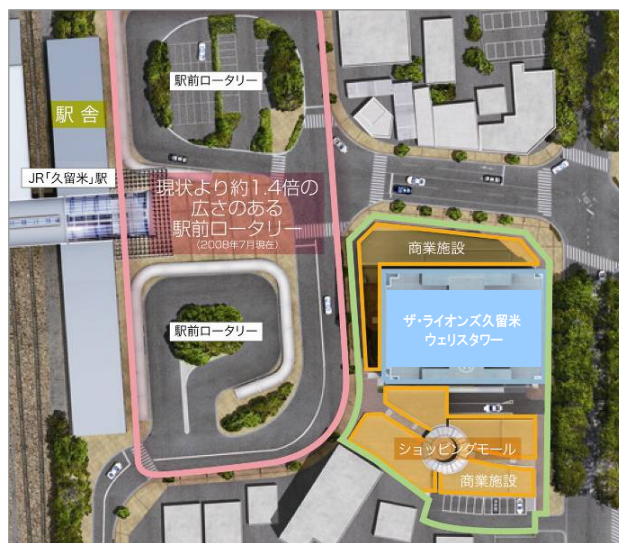 駅前ロータリー
駅 舎
JR「久留米」駅
現状より約1.4倍の
広さのある
駅前ロータリー
(2008年7月現在)
商業施設
ザ・ライオンズ久留米
ウェリスタワー
駅前ロータリー
ショッピングモール
商業施設